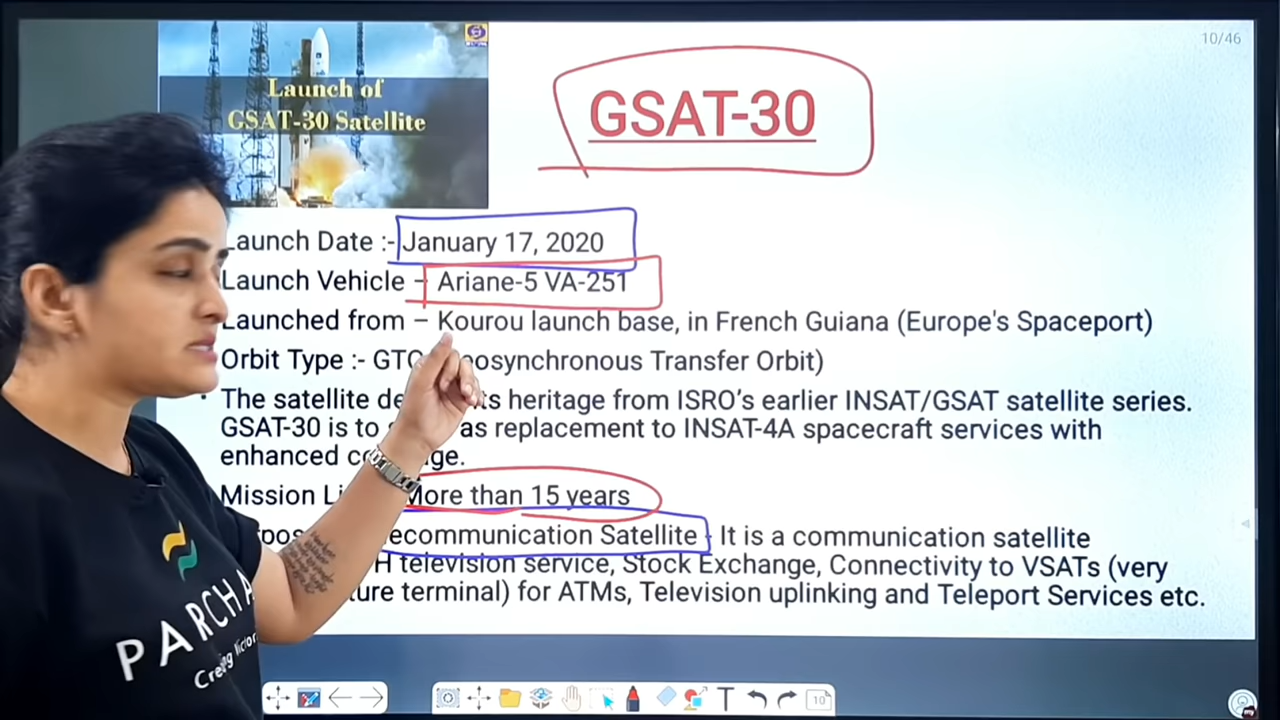 10/46
Launch of
GSAT-30 Satellite
GSAT-30
Launch Date :- January 17, 2020
Launch Vehicle – Ariane-5 VA-251
Launched from – Kourou launch base, in French Guiana (Europe's Spaceport)
Orbit Type :- GTO osynchronous Transfer Orbit)
The satellite de ts heritage from ISRO's earlier INSAT/GSAT satellite series.
GSAT-30 is to as replacement to INSAT-4A spacecraft services with
enhanced co ge.
Mission Li More than 15 years
pos ecommunication Satellite - It is a communication satellite
H television service, Stock Exchange, Connectivity to VSATs (very
ture terminal) for ATMs, Television uplinking and Teleport Services etc.
PARCHA
T
10